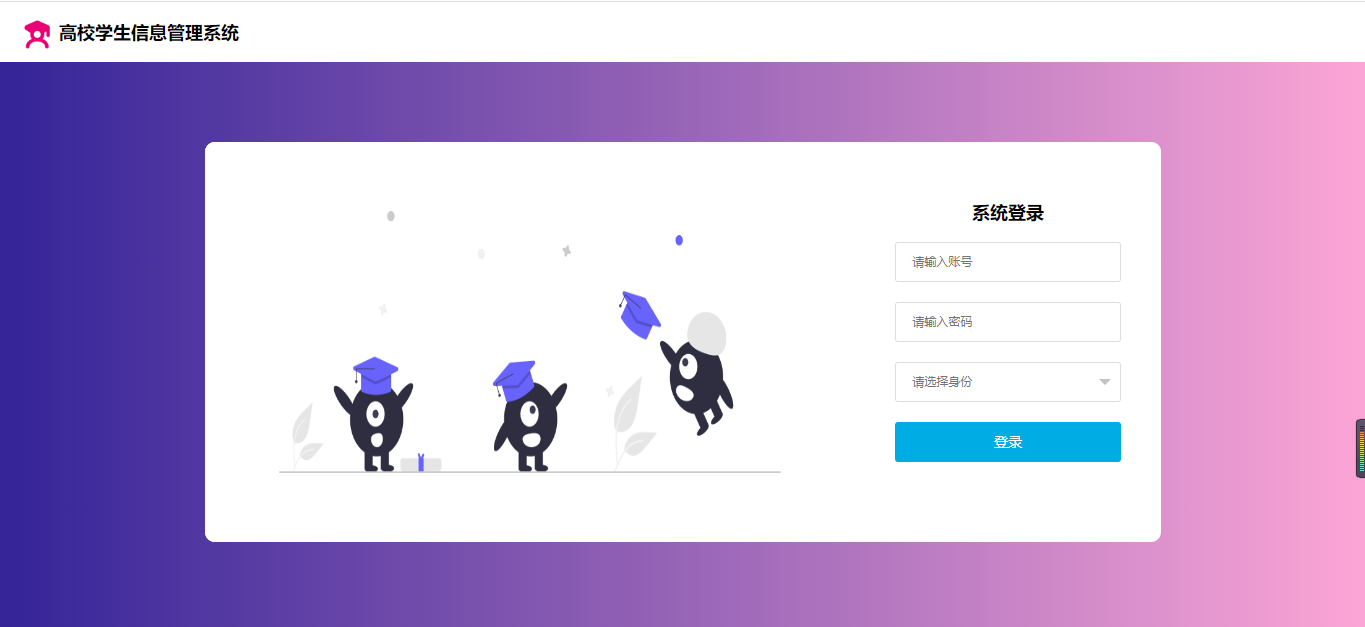 高校学生信息管理系统
系统登录
请输入账号
请输入密码
请选择身份
登录